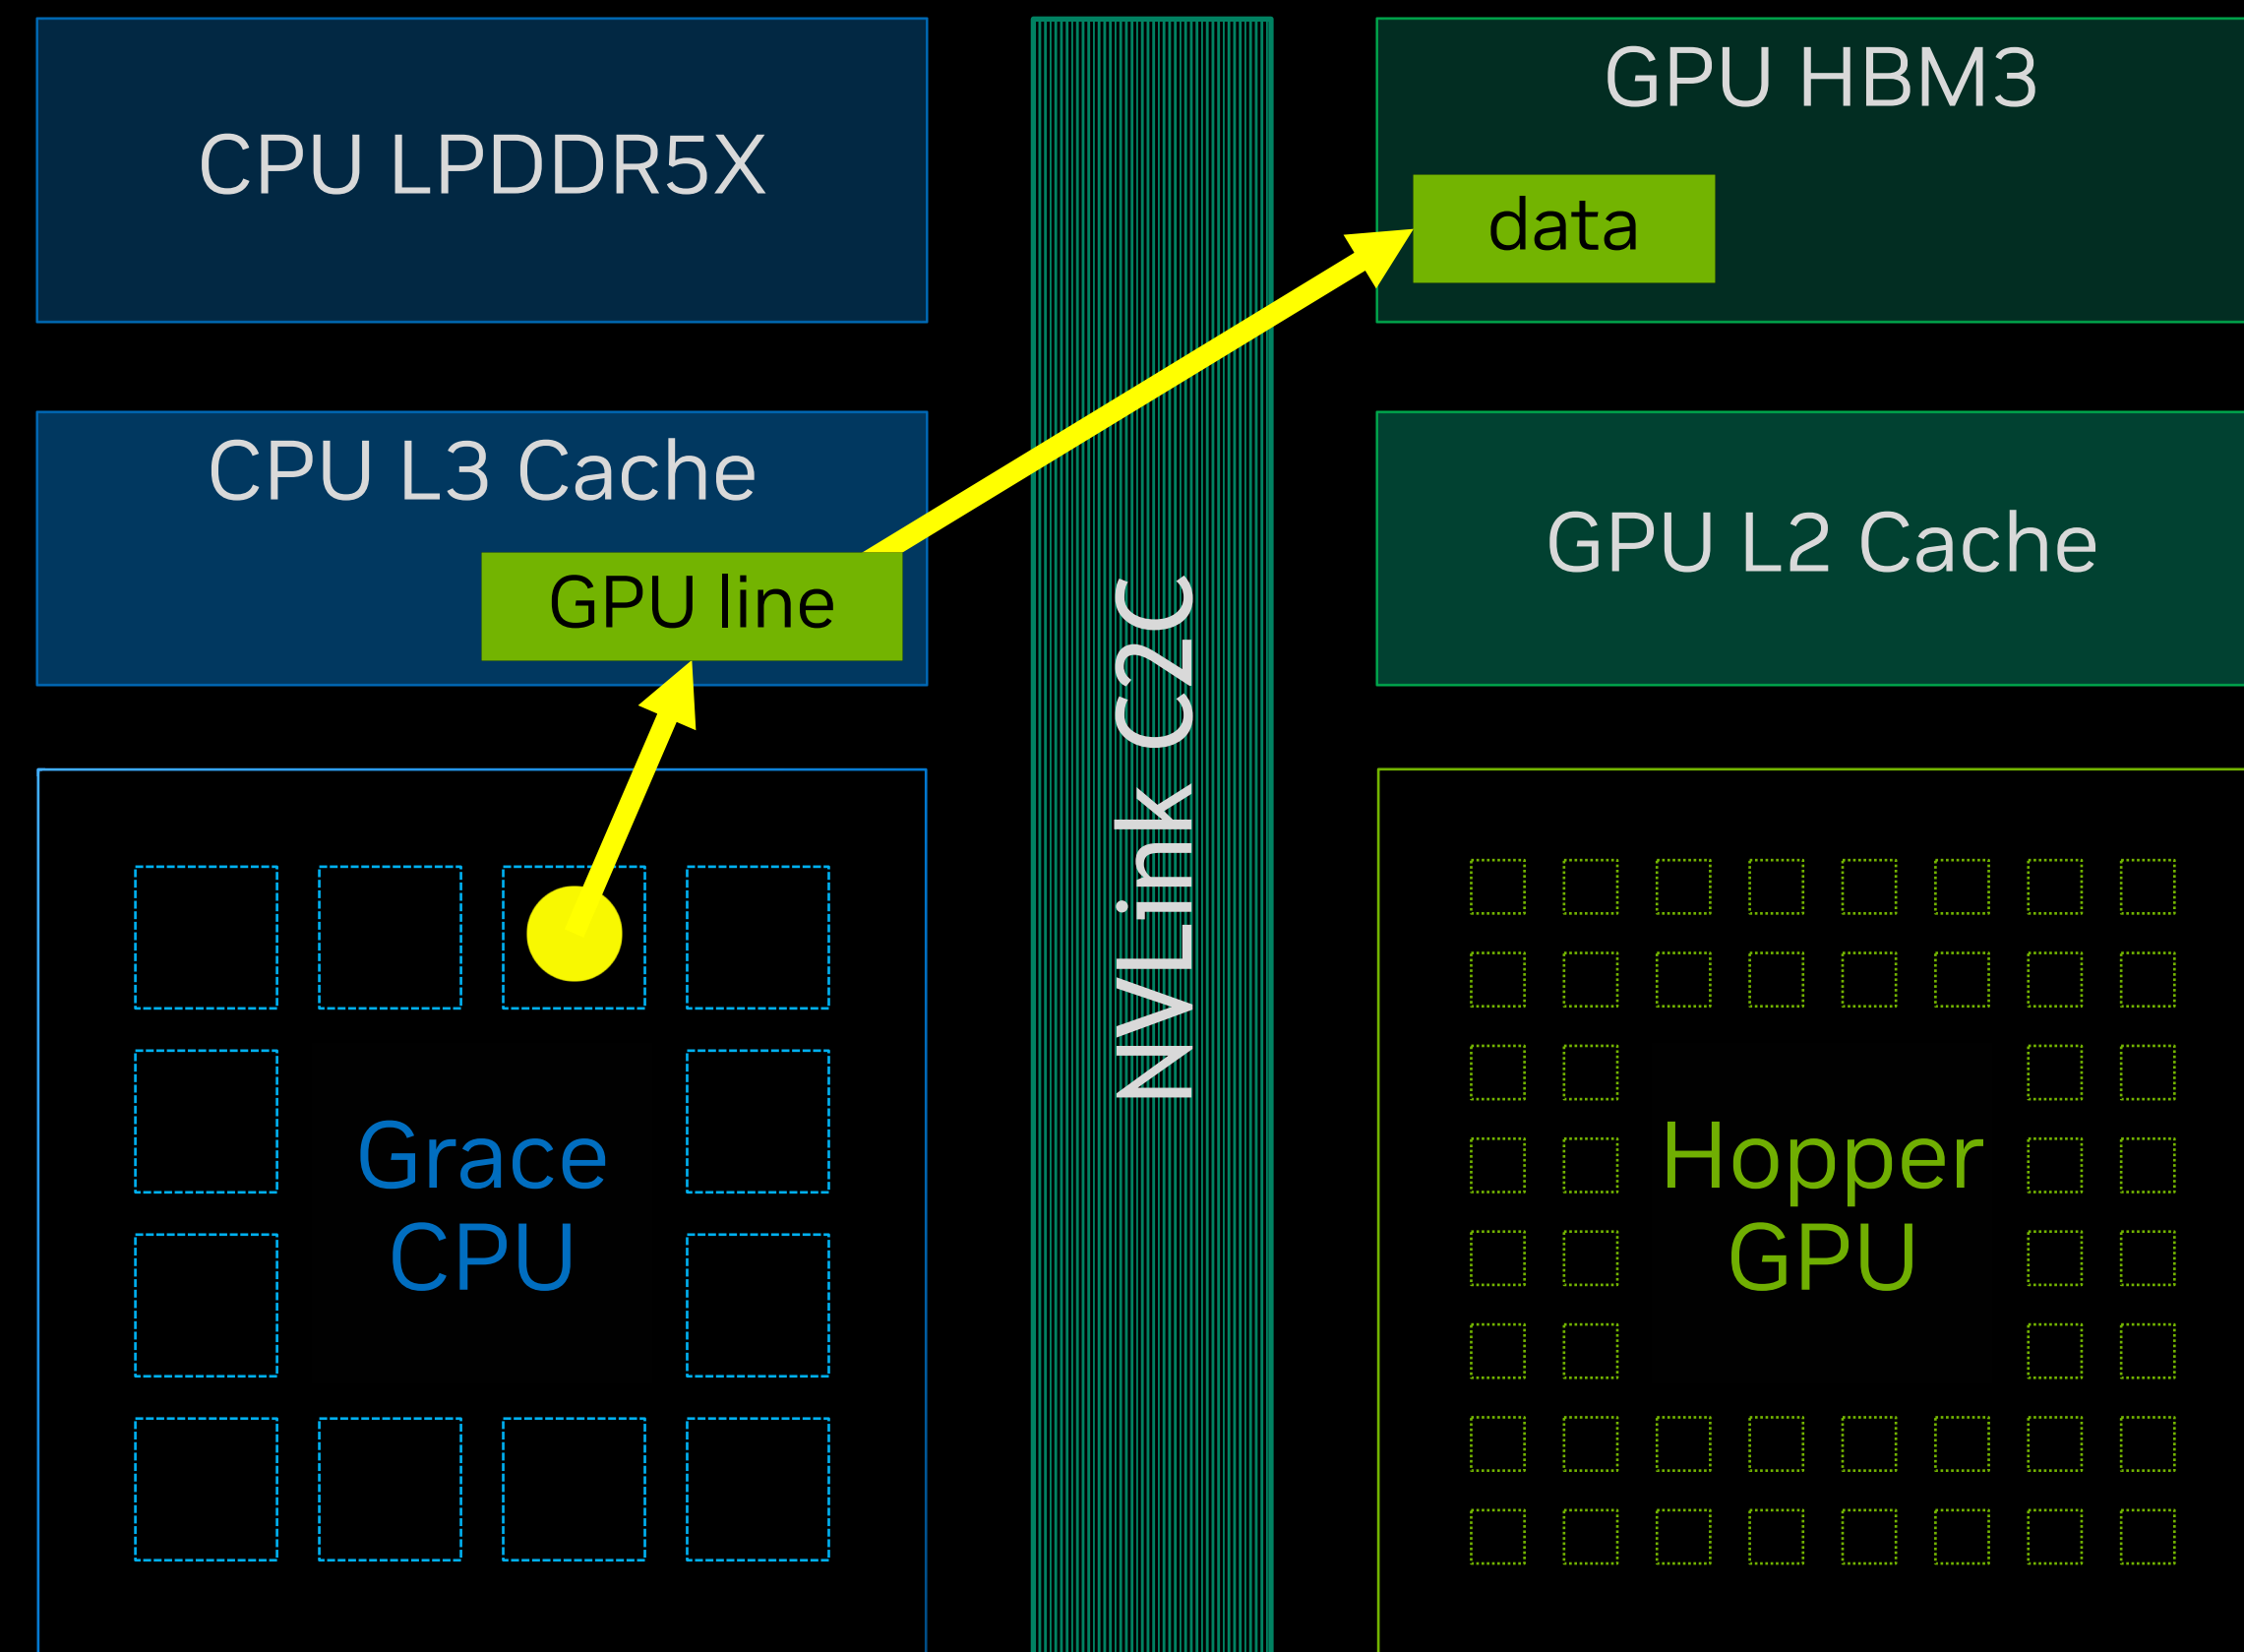 CPU LPDDR5X
GPU HBM3
data
CPU L3 Cache
GPU line
GPU L2 Cache
NVLink C2C
Grace
CPU
Hopper
GPU